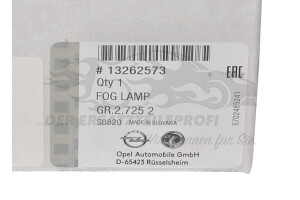 # 13262573
Qty 1
FOG LAMP
GR.2.725 2
S0820 MADE IN SLOVAKIA
EAC
5702485241
Opel Automobile GmbH
D-65423 Rüsselsheim